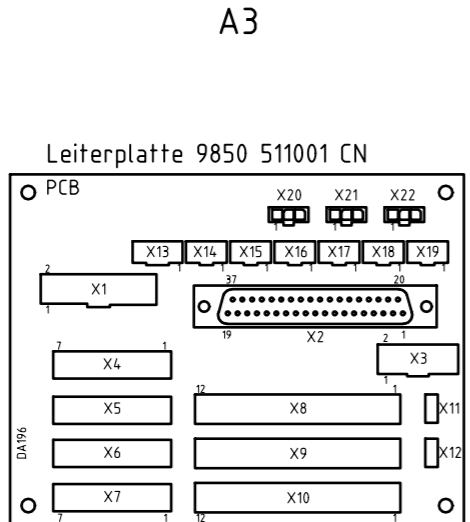 A3
Leiterplatte 9850 511001 CN
PCB
X20 X21 X22
1 1 1
X13 X14 X15 X16 X17 X18 X19
1 1 1 1 1 1 1
2
X1
1
37 20
19 X2 1
2
X3
1
7 1
X4
12 1
X5 X8 X11
DA196
X6 X9 X12
X7 X10
7 1 12 1